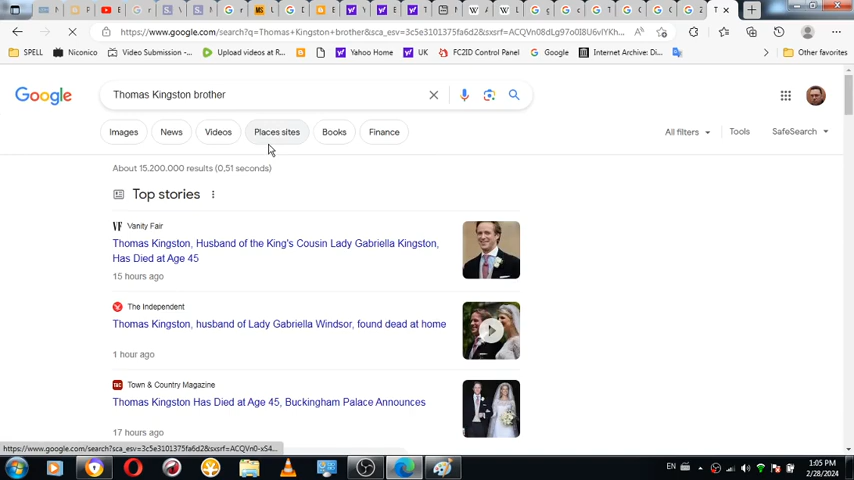 https://www.google.com/search?q=Thomas+Kingston+brother&sca_esv=3c5e3101375fa6d2&sxsrf=ACQVn08dLg97o0I8U6vIYKh...
SPELL
Niconico
Video Submission -...
Upload videos at R...
Yahoo Home
UK
FC2ID Control Panel
Google
Internet Archive: Di...
Other favorites
Google
Thomas Kingston brother
Images
News
Videos
Places sites
Books
Finance
All filters
Tools
SafeSearch
About 15.200.000 results (0,51 seconds)
Top stories
Vanity Fair
Thomas Kingston, Husband of the King's Cousin Lady Gabriella Kingston,
Has Died at Age 45
15 hours ago
The Independent
Thomas Kingston, husband of Lady Gabriella Windsor, found dead at home
1 hour ago
T&C
Town & Country Magazine
Thomas Kingston Has Died at Age 45, Buckingham Palace Announces
17 hours ago
https://www.google.com/search?sca_esv=3c5e3101375fa6d2&sxsrf=ACQVn0-xS4...
EN
1:05 PM
2/28/2024